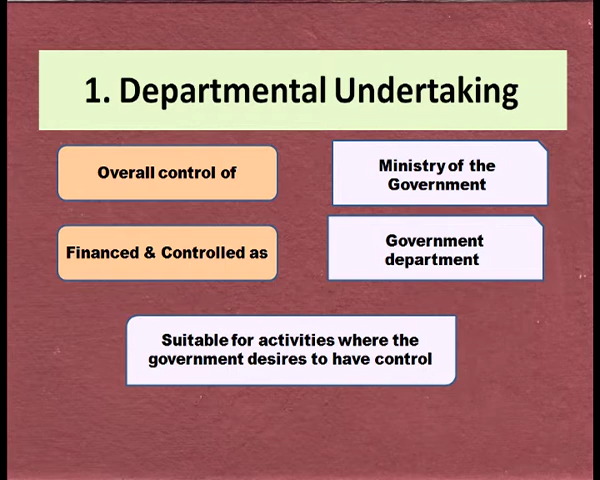 1. Departmental Undertaking
Overall control of
Ministry of the
Government
Financed & Controlled as
Government
department
Suitable for activities where the
government desires to have control